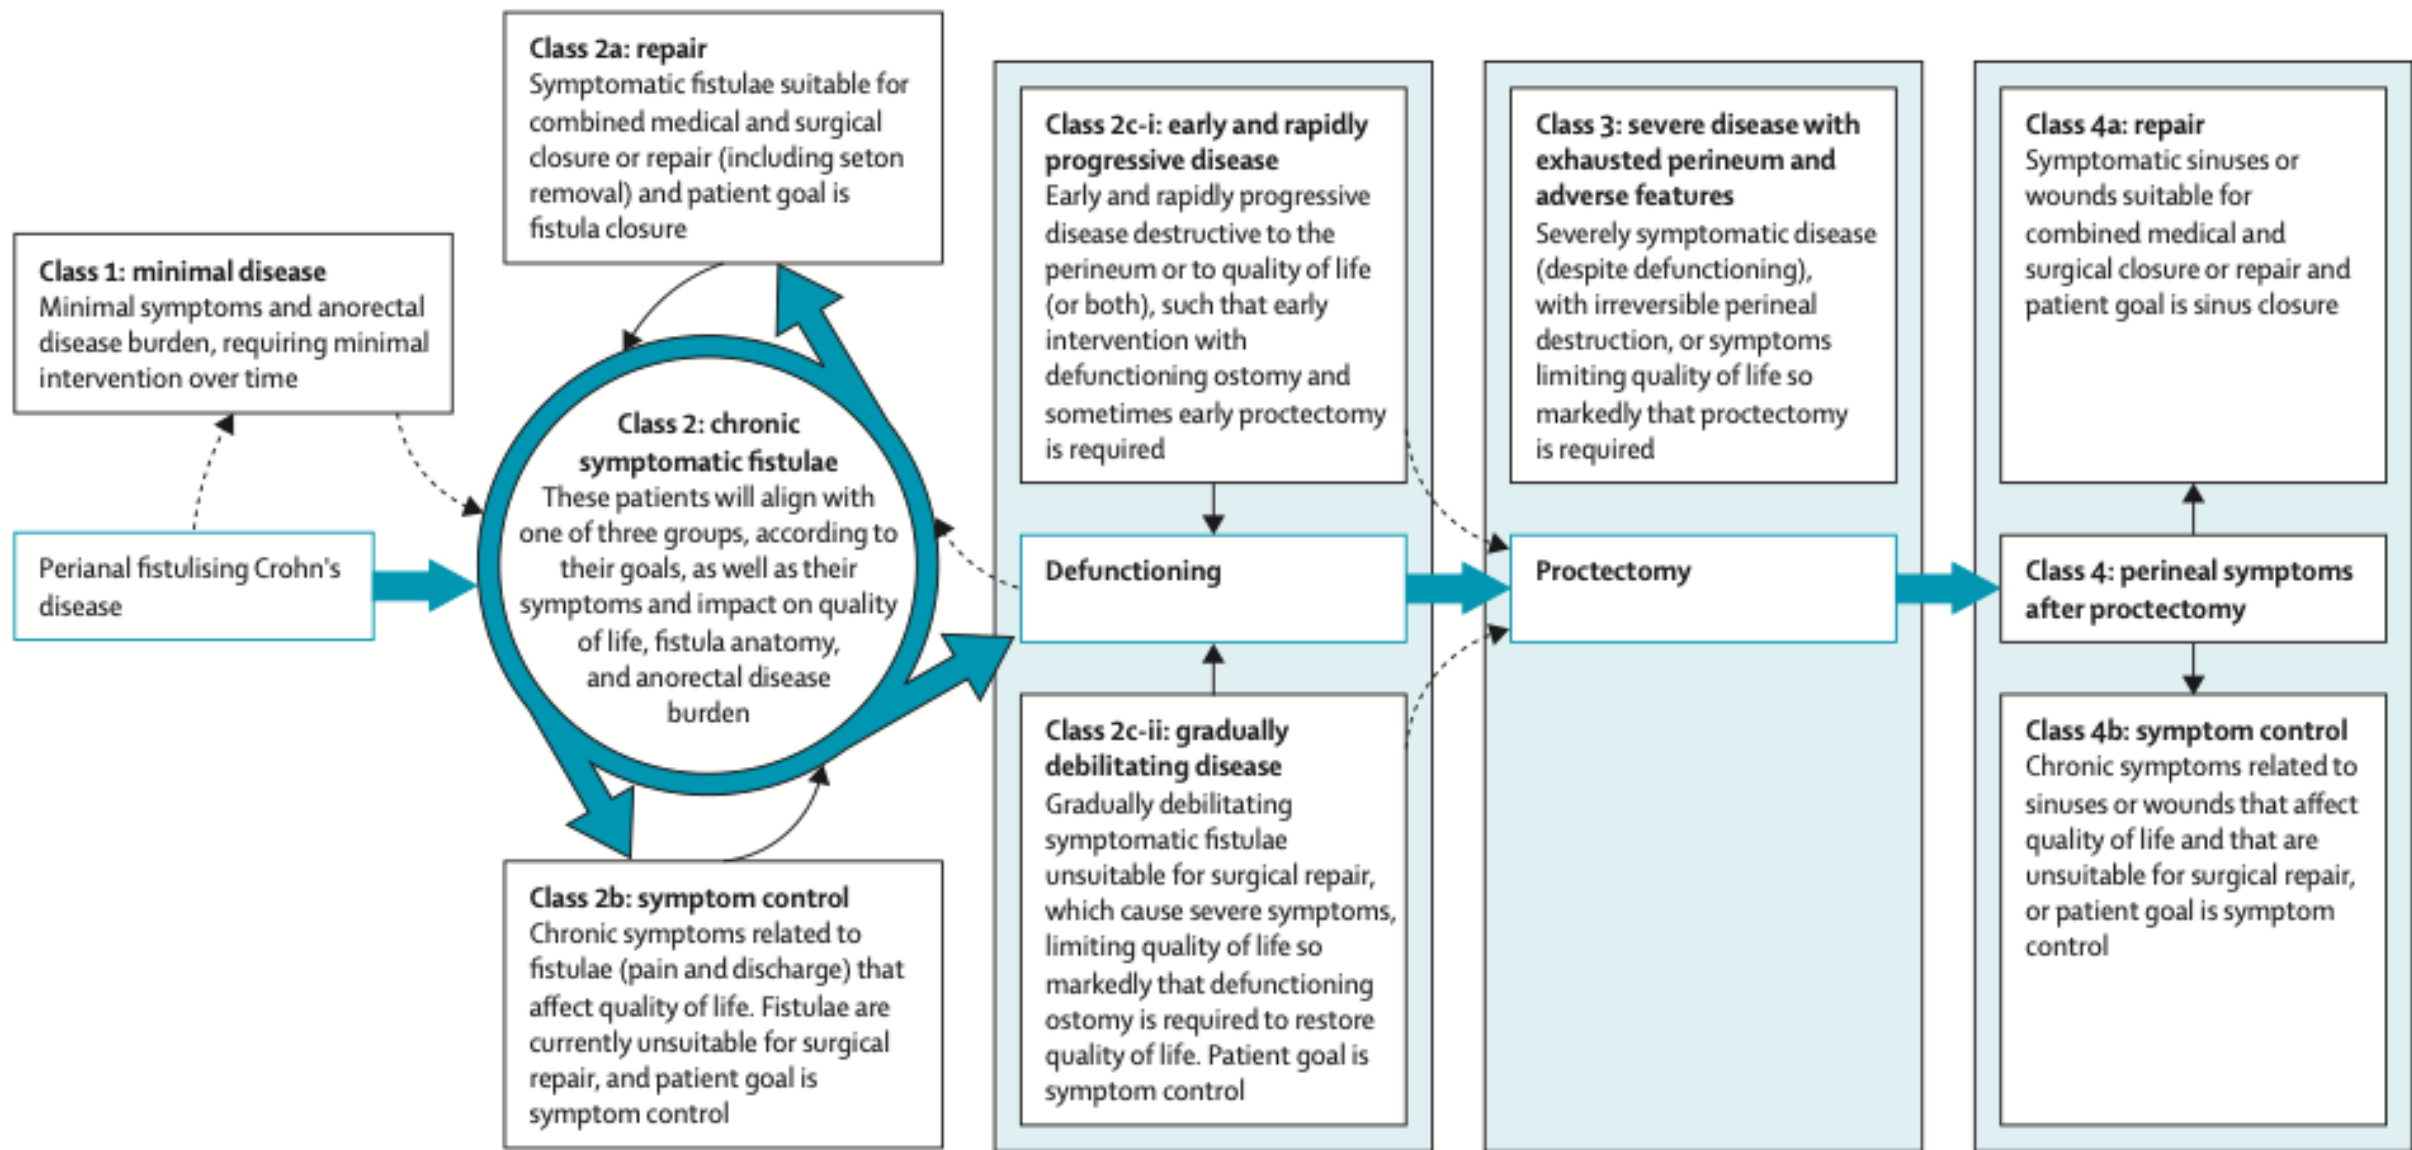 Class 1: minimal disease
Minimal symptoms and anorectal
disease burden, requiring minimal
intervention over time
Perianal fistulising Crohn's
disease
Class 2a: repair
Symptomatic fistulae suitable for
combined medical and surgical
closure or repair (including seton
removal) and patient goal is
fistula closure
Class 2: chronic
symptomatic fistulae
These patients will align with
one of three groups, according to
their goals, as well as their
symptoms and impact on quality
of life, fistula anatomy,
and anorectal disease
burden
Class 2b: symptom control
Chronic symptoms related to
fistulae (pain and discharge) that
affect quality of life. Fistulae are
currently unsuitable for surgical
repair, and patient goal is
symptom control
Class 2c-i: early and rapidly
progressive disease
Early and rapidly progressive
disease destructive to the
perineum or to quality of life
(or both), such that early
intervention with
defunctioning ostomy and
sometimes early proctectomy
is required
Defunctioning
Class 2c-ii: gradually
debilitating disease
Gradually debilitating
symptomatic fistulae
unsuitable for surgical repair,
which cause severe symptoms,
limiting quality of life so
markedly that defunctioning
ostomy is required to restore
quality of life. Patient goal is
symptom control
Class 3: severe disease with
exhausted perineum and
adverse features
Severely symptomatic disease
(despite defunctioning),
with irreversible perineal
destruction, or symptoms
limiting quality of life so
markedly that proctectomy
is required
Proctectomy
Class 4a: repair
Symptomatic sinuses or
wounds suitable for
combined medical and
surgical closure or repair and
patient goal is sinus closure
Class 4: perineal symptoms
after proctectomy
Class 4b: symptom control
Chronic symptoms related to
sinuses or wounds that affect
quality of life and that are
unsuitable for surgical repair,
or patient goal is symptom
control